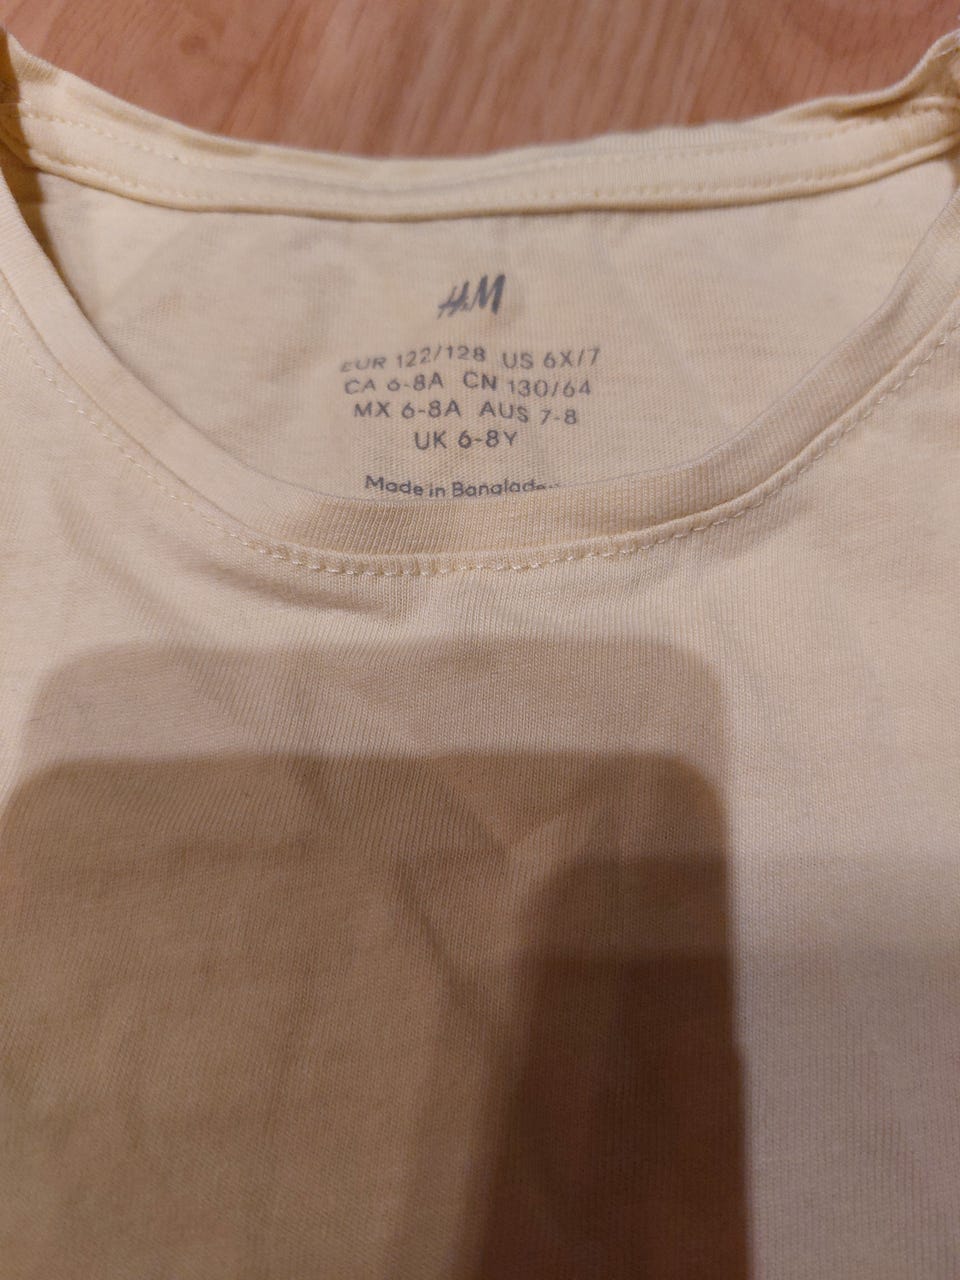 H&M
EUR 122/128 US 6X/7
CA 6-8A CN 130/64
MX 6-8A AUS 7-8
UK 6-8Y
Made in